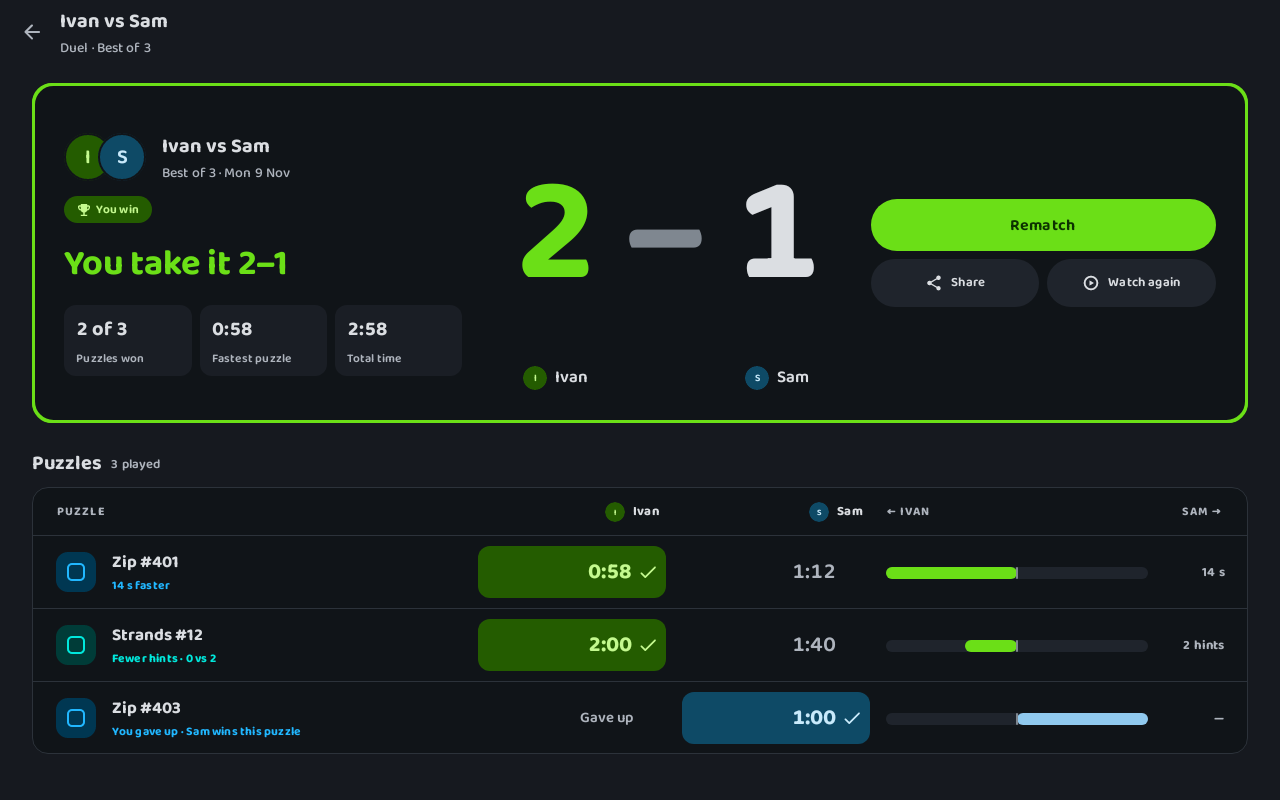 Ivan vs Sam
Duel · Best of 3
I S
Ivan vs Sam
Best of 3 · Mon 9 Nov
You win
You take it 2–1
2 of 3
Puzzles won
0:58
Fastest puzzle
2:58
Total time
2 – 1
I Ivan
S Sam
Rematch
Share
Watch again
Puzzles 3 played
PUZZLE I Ivan S Sam ← IVAN SAM →
Zip #401
14 s faster
0:58 1:12 14 s
Strands #12
Fewer hints · 0 vs 2
2:00 1:40 2 hints
Zip #403
You gave up · Sam wins this puzzle
Gave up 1:00 –